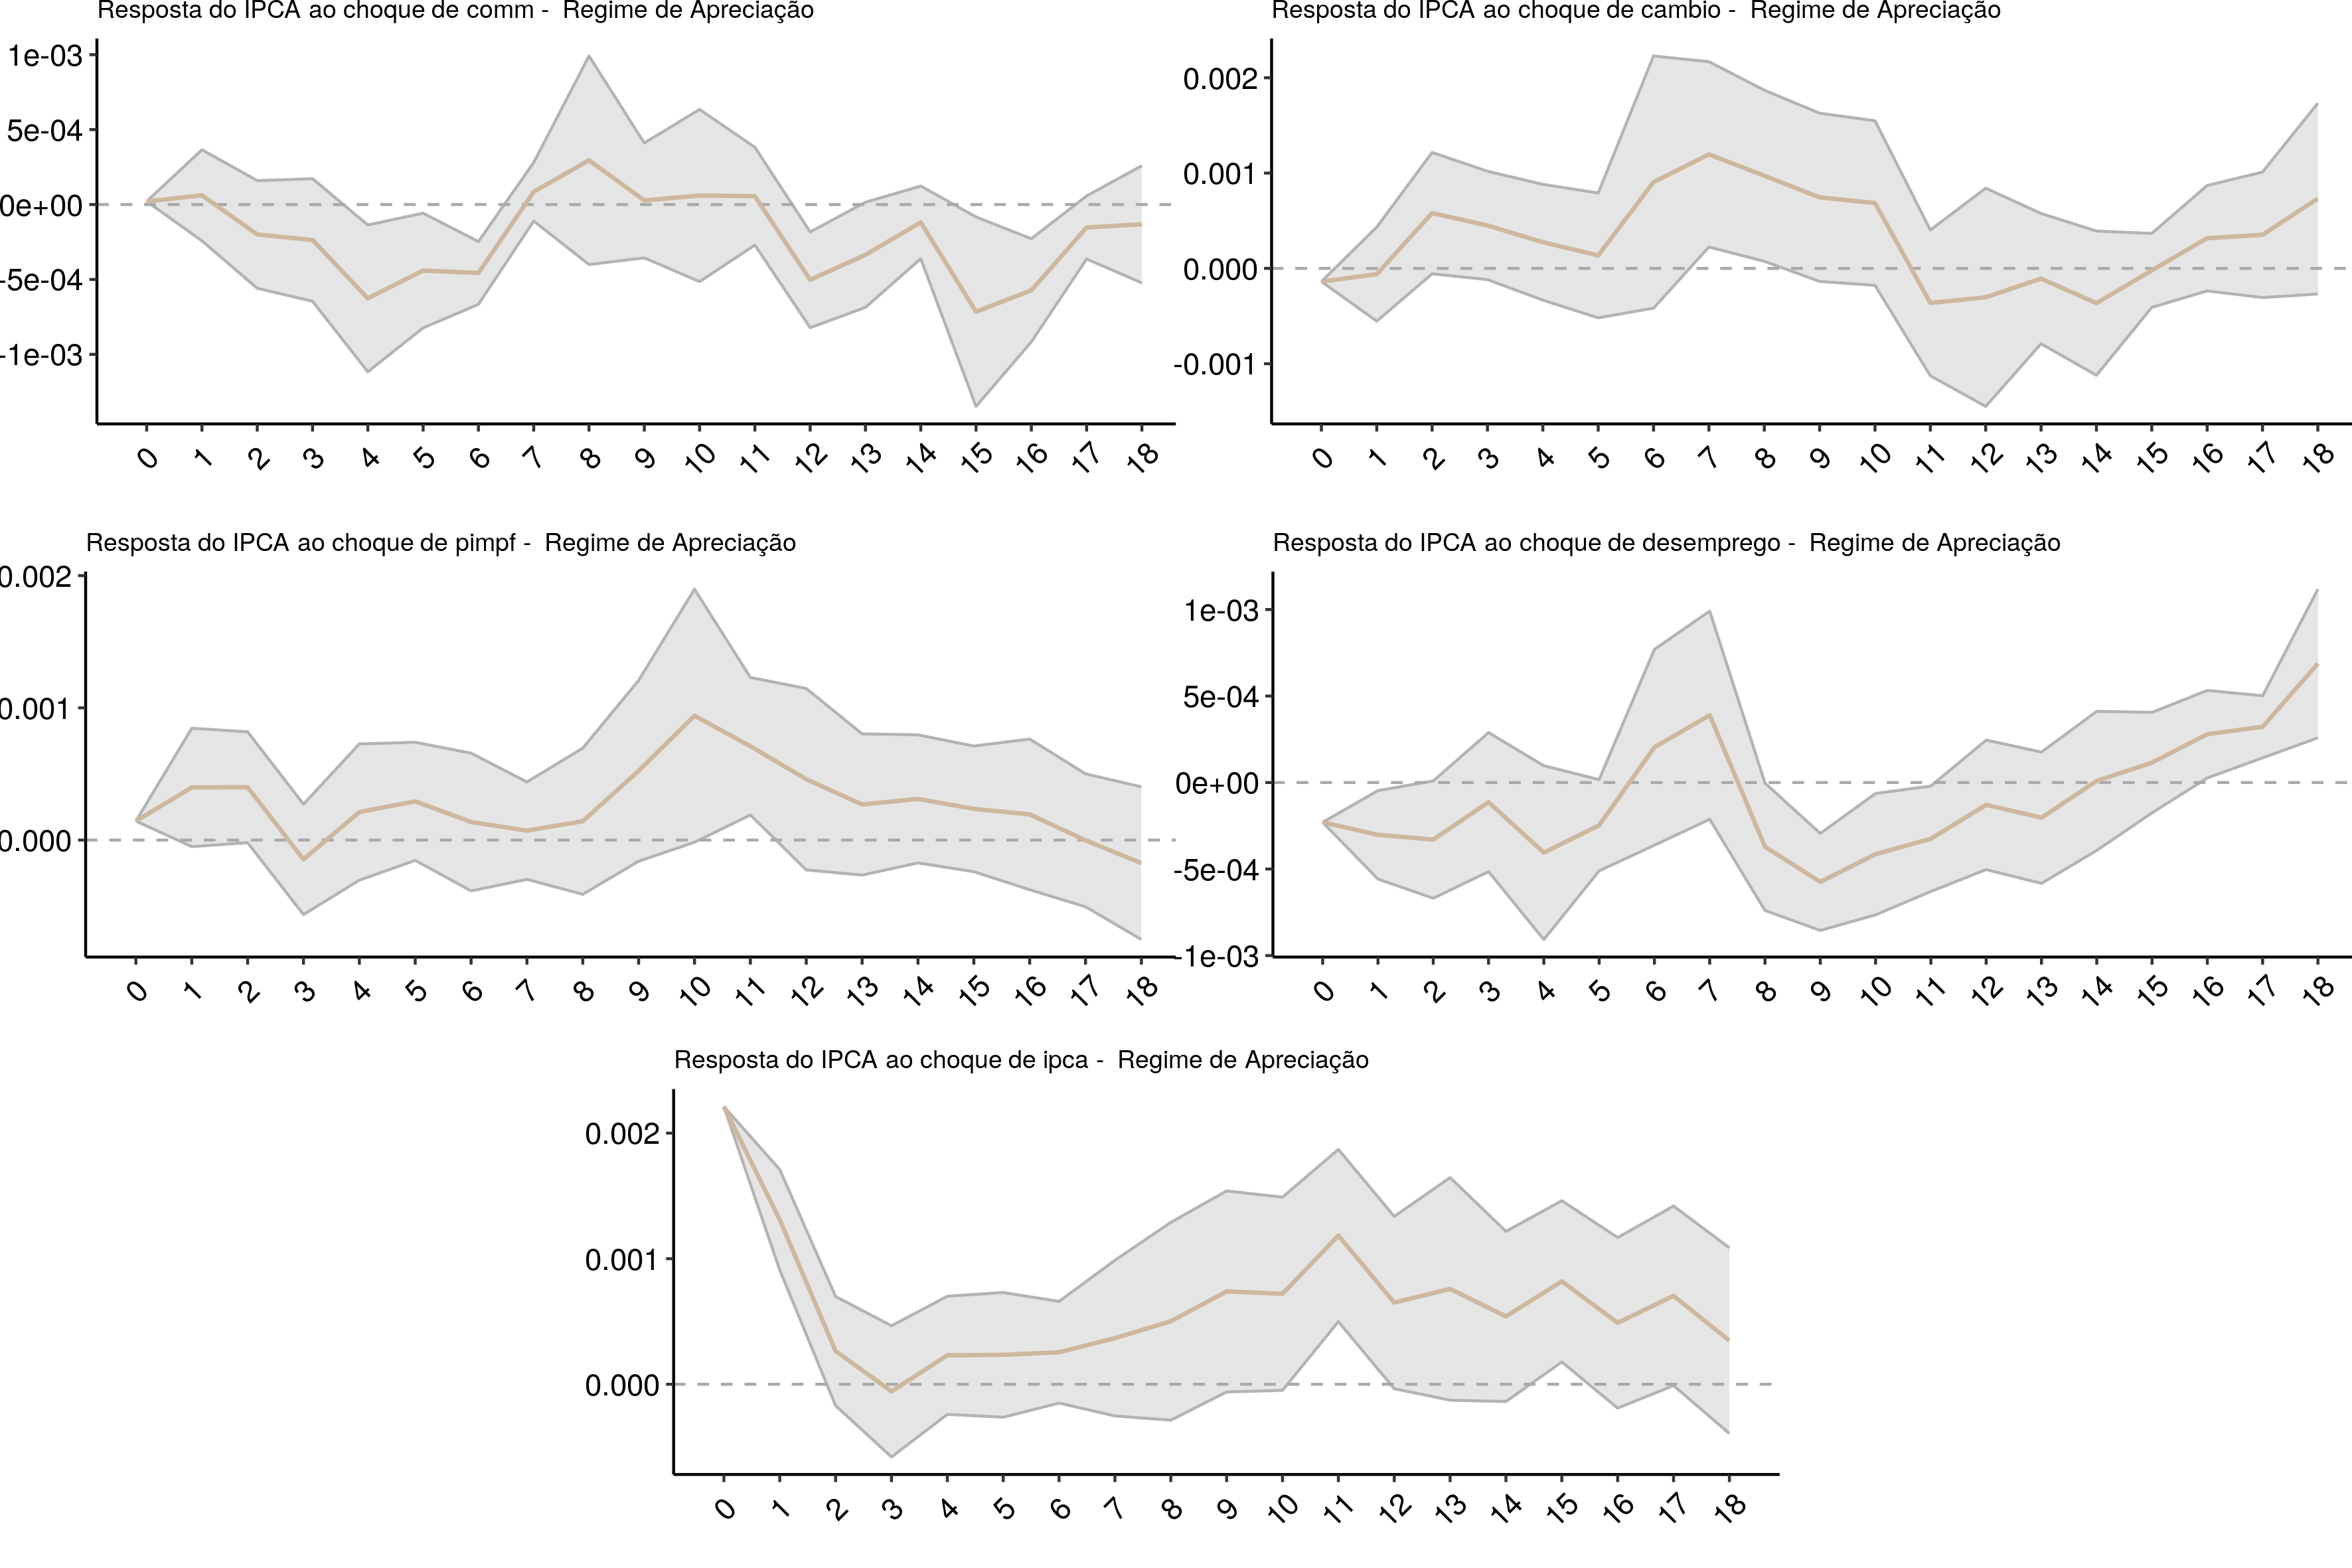 Resposta do IPCA ao choque de comm -  Regime de Apreciação
1e-03
5e-04
0e+00
-5e-04
-1e-03
0 1 2 3 4 5 6 7 8 9 10 11 12 13 14 15 16 17 18
Resposta do IPCA ao choque de cambio -  Regime de Apreciação
0.002
0.001
0.000
-0.001
0 1 2 3 4 5 6 7 8 9 10 11 12 13 14 15 16 17 18
Resposta do IPCA ao choque de pimpf -  Regime de Apreciação
0.002
0.001
0.000
0 1 2 3 4 5 6 7 8 9 10 11 12 13 14 15 16 17 18
Resposta do IPCA ao choque de desemprego -  Regime de Apreciação
1e-03
5e-04
0e+00
-5e-04
-1e-03
0 1 2 3 4 5 6 7 8 9 10 11 12 13 14 15 16 17 18
Resposta do IPCA ao choque de ipca -  Regime de Apreciação
0.002
0.001
0.000
0 1 2 3 4 5 6 7 8 9 10 11 12 13 14 15 16 17 18